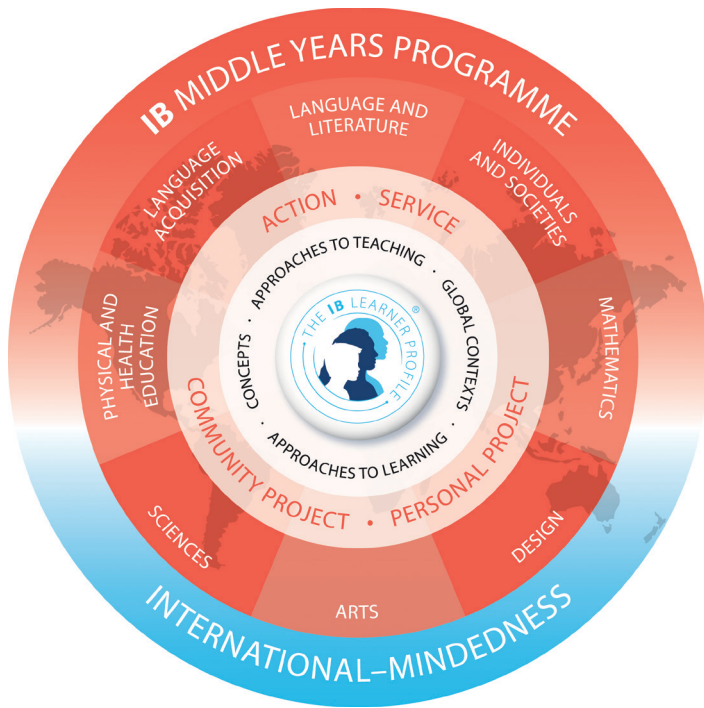 IB MIDDLE YEARS PROGRAMME
LANGUAGE AND
LITERATURE
INDIVIDUALS
AND SOCIETIES
MATHEMATICS
DESIGN
ARTS
SCIENCES
PHYSICAL AND
HEALTH
EDUCATION
LANGUAGE
ACQUISITION
ACTION • SERVICE
PERSONAL PROJECT
•
COMMUNITY PROJECT
APPROACHES TO TEACHING ·
GLOBAL CONTEXTS ·
APPROACHES TO LEARNING ·
CONCEPTS ·
• THE IB LEARNER PROFILE •
®
INTERNATIONAL–MINDEDNESS